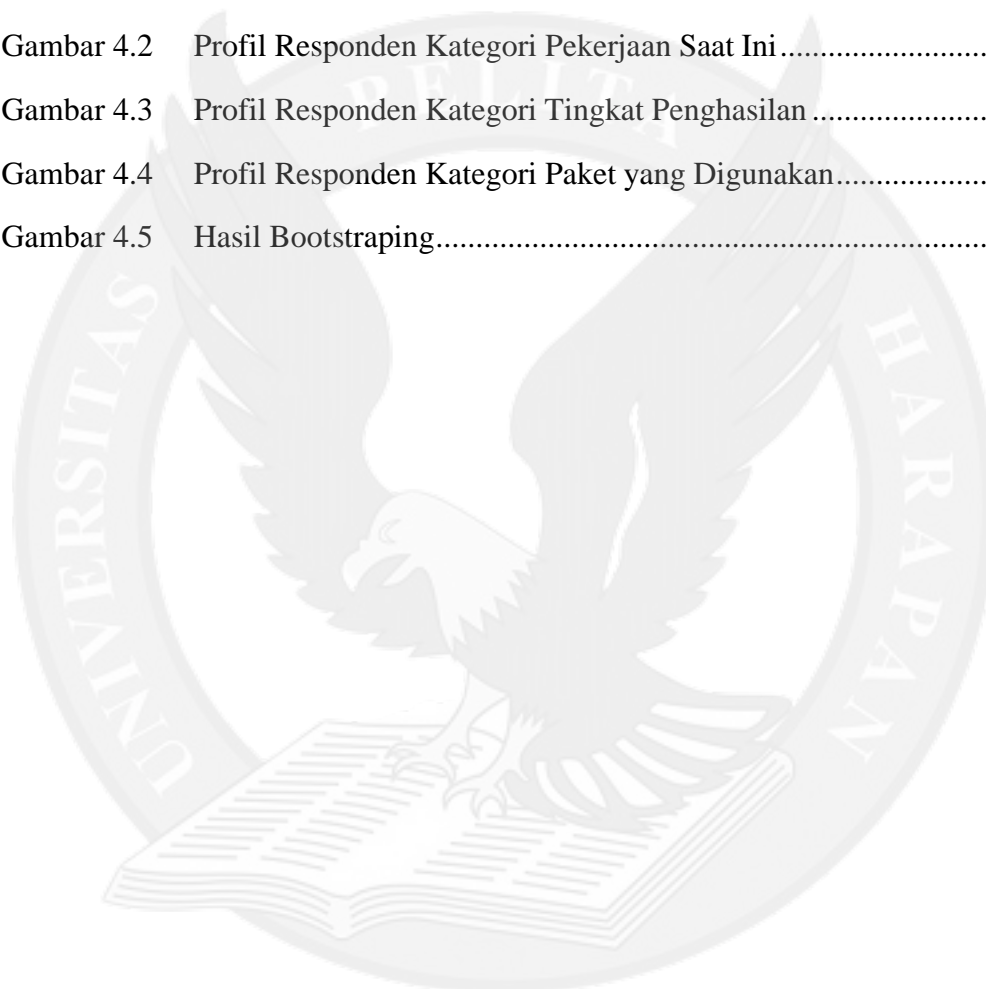 Gambar 4.2 Profil Responden Kategori Pekerjaan Saat Ini.........................
Gambar 4.3 Profil Responden Kategori Tingkat Penghasilan.....................
Gambar 4.4 Profil Responden Kategori Paket yang Digunakan..................
Gambar 4.5 Hasil Bootstraping....................................................................
UNIVERSITAS PELITA HARAPAN